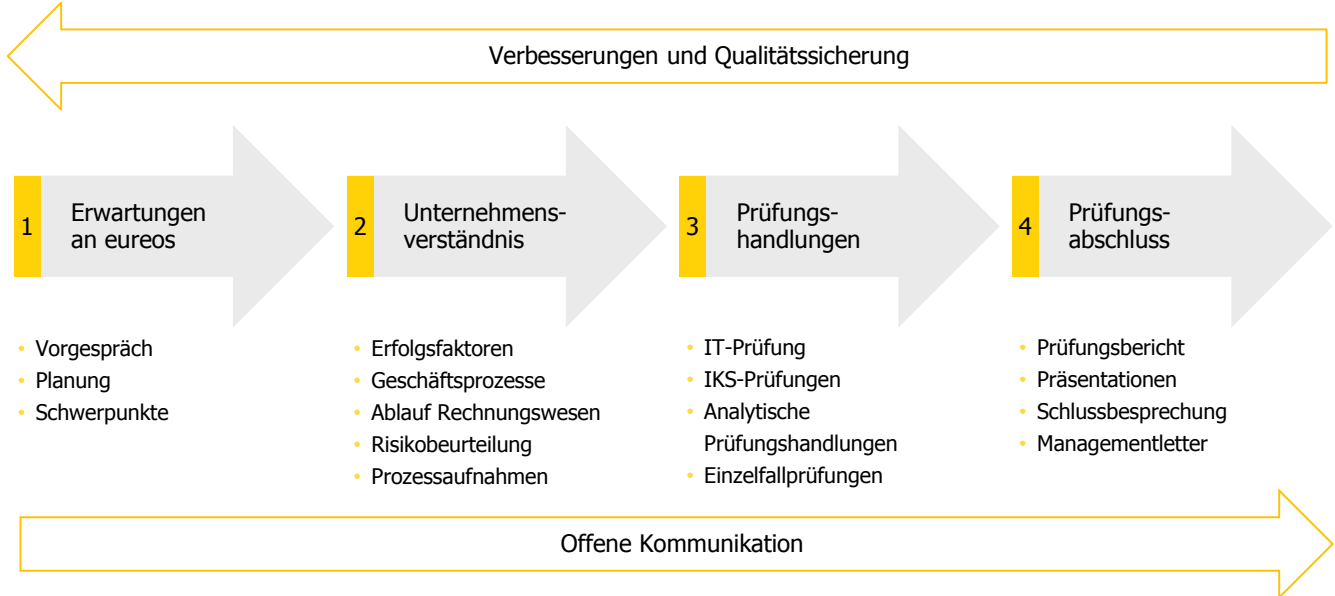 Verbesserungen und Qualitätssicherung
1
Erwartungen
an eureos
2
Unternehmens-
verständnis
3
Prüfungs-
handlungen
4
Prüfungs-
abschluss
• Vorgespräch
• Planung
• Schwerpunkte
• Erfolgsfaktoren
• Geschäftsprozesse
• Ablauf Rechnungswesen
• Risikobeurteilung
• Prozessaufnahmen
• IT-Prüfung
• IKS-Prüfungen
• Analytische
Prüfungshandlungen
• Einzelfallprüfungen
• Prüfungsbericht
• Präsentationen
• Schlussbesprechung
• Managementletter
Offene Kommunikation